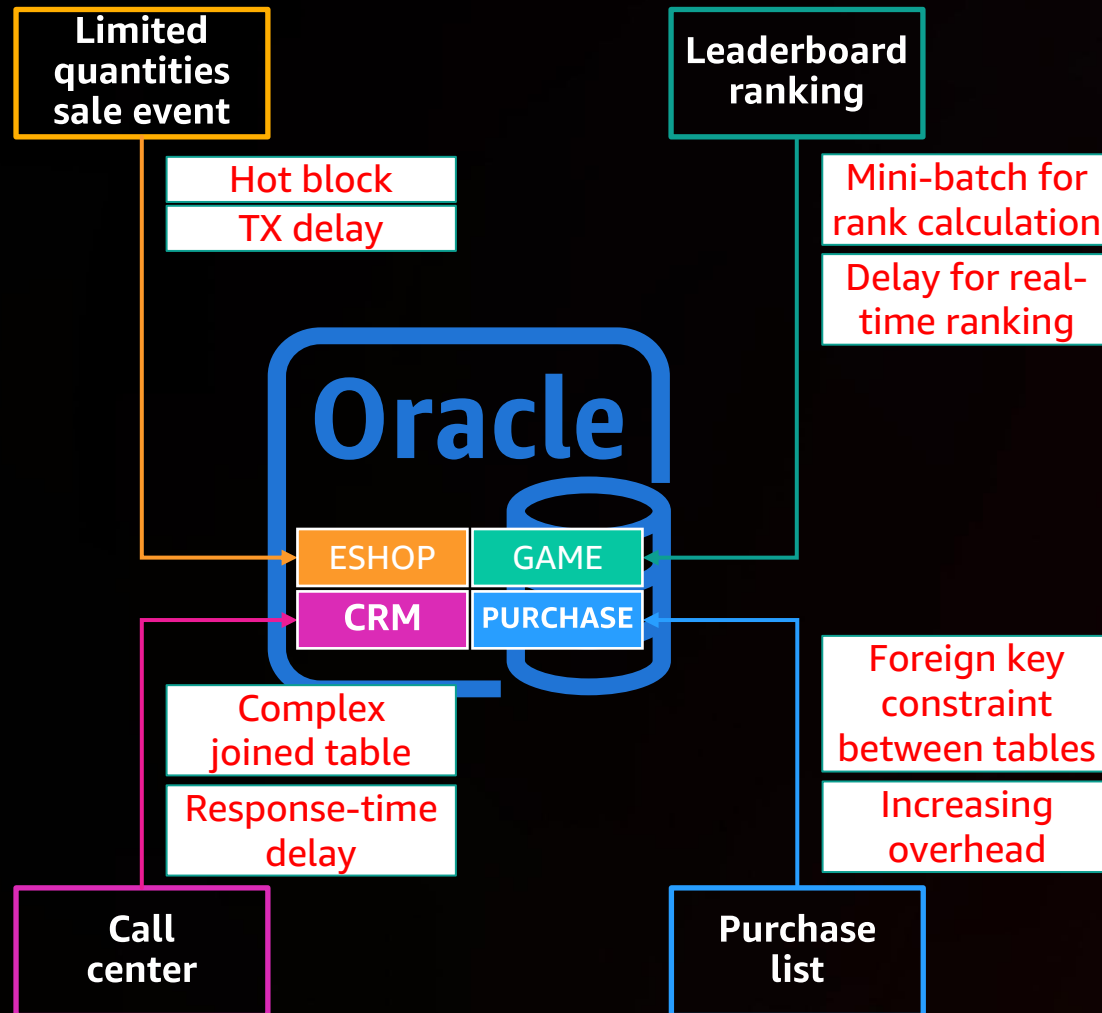 Limited
quantities
sale event
Leaderboard
ranking
Hot block
TX delay
Mini-batch for
rank calculation
Delay for real-
time ranking
Oracle
ESHOP
GAME
CRM
PURCHASE
Complex
joined table
Response-time
delay
Foreign key
constraint
between tables
Increasing
overhead
Call
center
Purchase
list